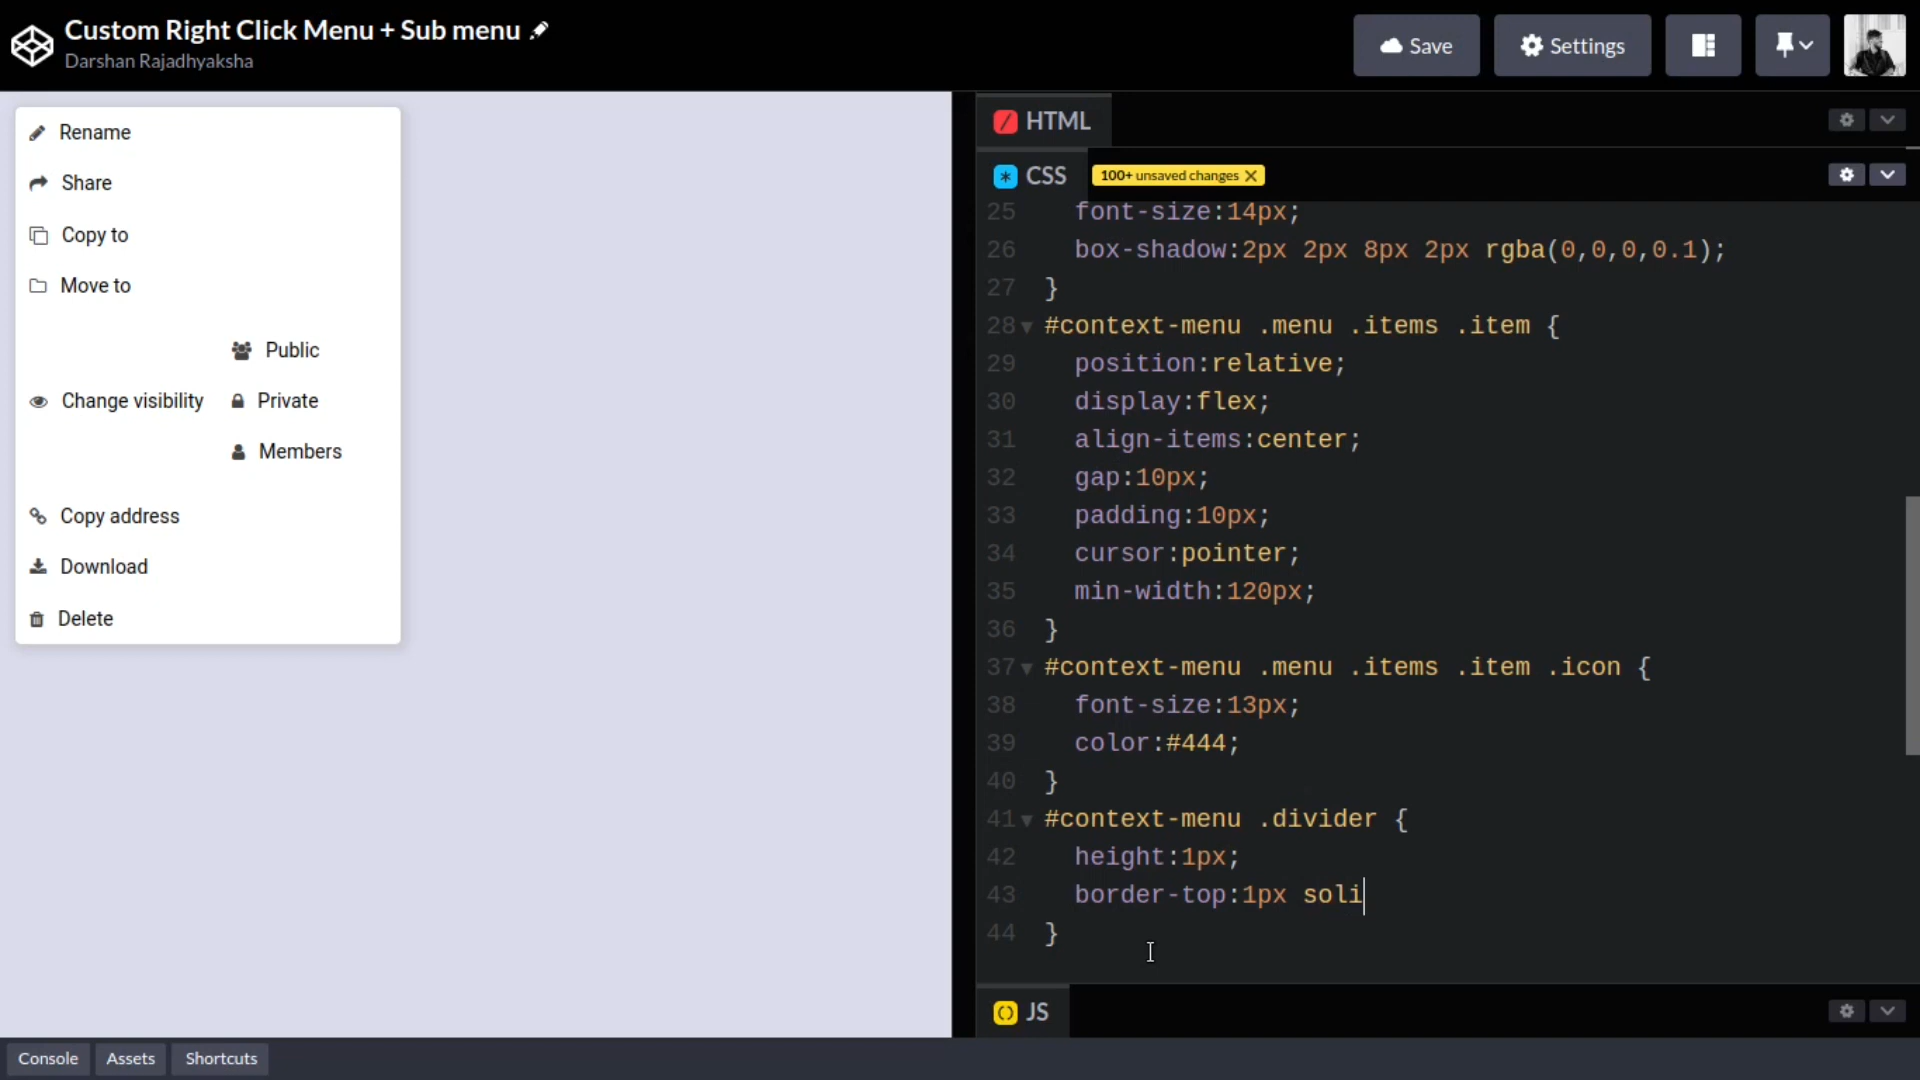 Custom Right Click Menu + Sub menu
Darshan Rajadhyaksha
Save
Settings
Rename
Share
Copy to
Move to
Public
Change visibility
Private
Members
Copy address
Download
Delete
HTML
CSS
100+ unsaved changes X
25 font-size:14px;
26 box-shadow:2px 2px 8px 2px rgba(0,0,0,0.1);
27 }
28 #context-menu .menu .items .item {
29 position:relative;
30 display:flex;
31 align-items:center;
32 gap:10px;
33 padding:10px;
34 cursor:pointer;
35 min-width:120px;
36 }
37 #context-menu .menu .items .item .icon {
38 font-size:13px;
39 color:#444;
40 }
41 #context-menu .divider {
42 height:1px;
43 border-top:1px soli
44 }
JS
Console
Assets
Shortcuts